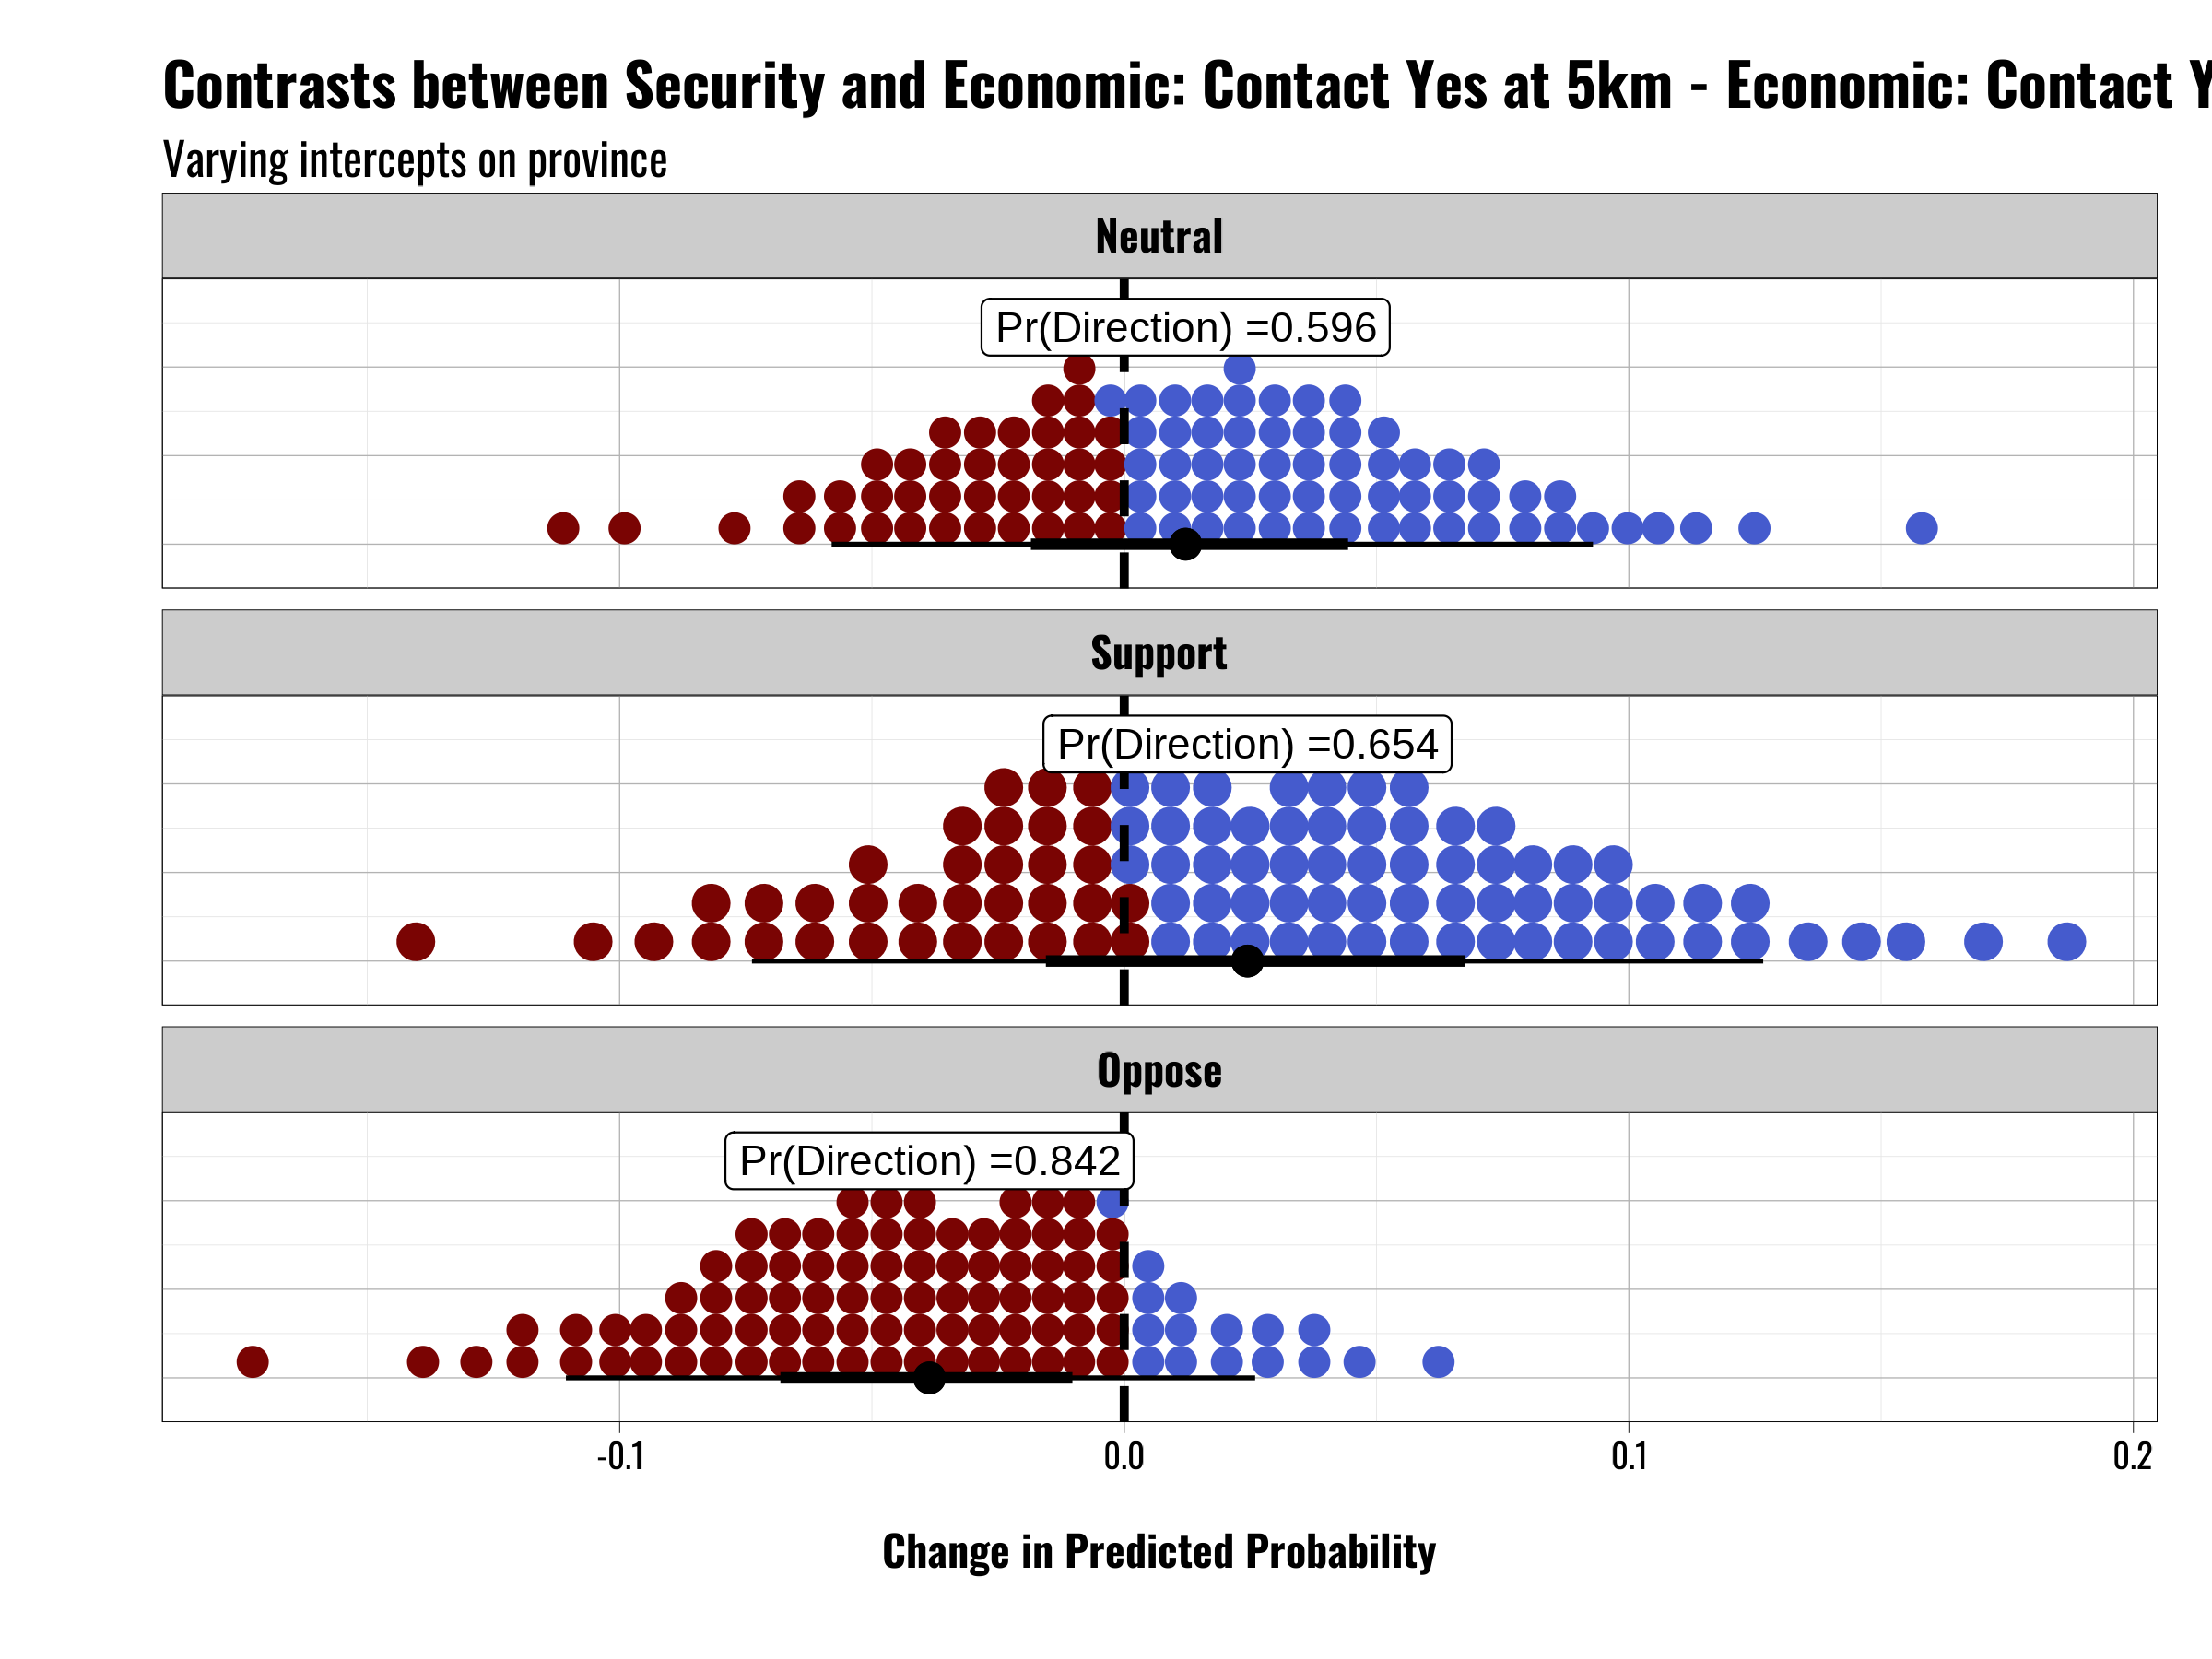 Contrasts between Security and Economic: Contact Yes at 5km - Economic: Contact
Varying intercepts on province
Neutral
Pr(Direction) =0.596
Support
Pr(Direction) =0.654
Oppose
Pr(Direction) =0.842
-0.1 0.0 0.1 0.2
Change in Predicted Probability